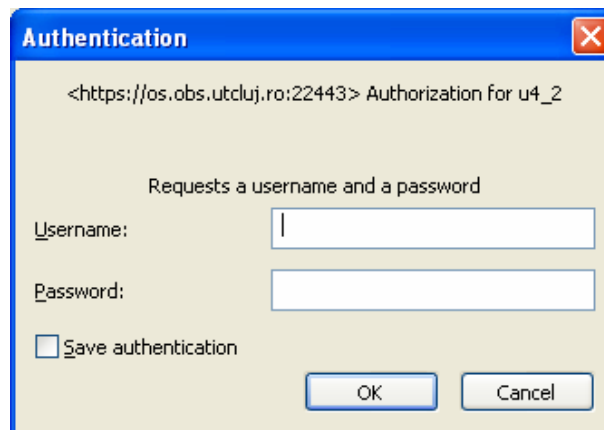 Authentication
<https://os.obs.utcluj.ro:22443> Authorization for u4_2
Requests a username and a password
Username:
Password:
Save authentication
OK Cancel